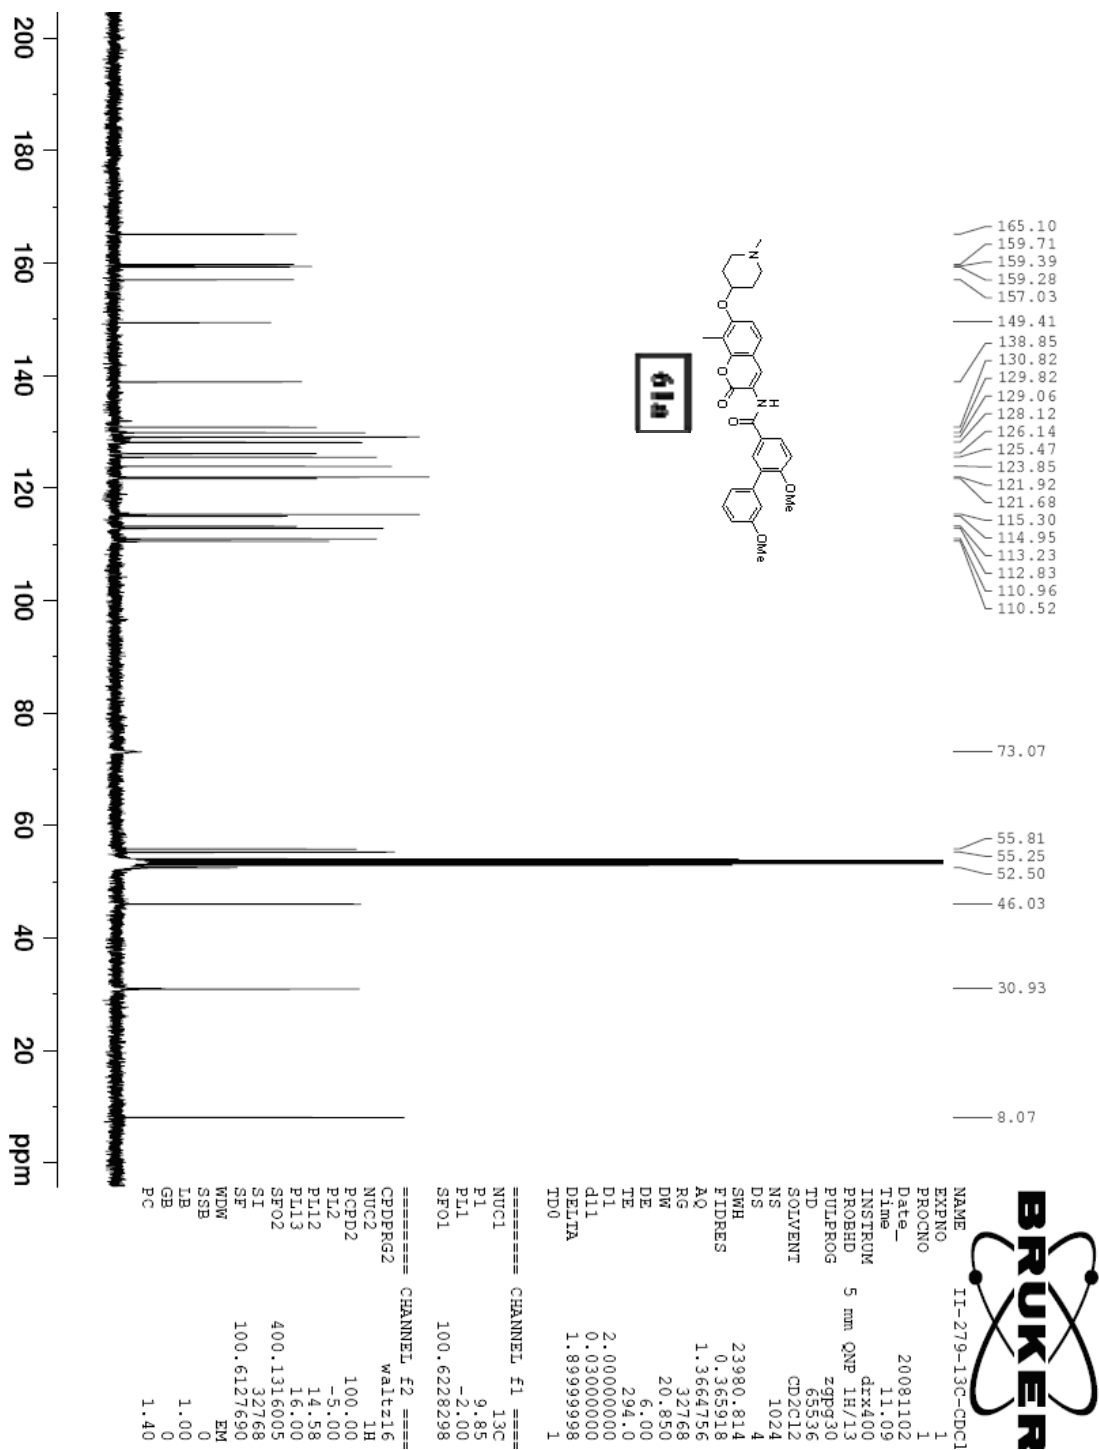 BRUKER
NAME II-279-13C-CDCl
EXPNO 1
PROCNO 1
Date_ 20081102
Time 11.09
INSTRUM drx400
PROBHD 5 mm QNP 1H/13
PULPROG zgpg30
TD 65536
SOLVENT CD2Cl2
NS 1024
DS 4
SWH 23980.814
FIDRES 0.365918
AQ 1.3664756
RG 32768
DW 20.850
DE 6.00
TE 294.0
D1 2.00000000
d11 0.03000000
DELTA 1.89999998
TD0 1
======== CHANNEL f1 =====
NUC1 13C
P1 9.85
PL1 -2.00
SFO1 100.6228298
======== CHANNEL f2 =====
CPDPRG2 waltz16
NUC2 1H
PCPD2 100.00
PL2 -5.00
PL12 14.58
PL13 16.00
SFO2 400.1316005
SI 32768
SF 100.6127690
WDW EM
SSB 0
LB 1.00
GB 0
PC 1.40
165.10
159.71
159.39
159.28
157.03
149.41
138.85
130.82
129.82
129.06
128.12
126.14
125.47
123.85
121.92
121.68
115.30
114.95
113.23
112.83
110.96
110.52
73.07
55.81
55.25
52.50
46.03
30.93
8.07
N
O
O
O
N
H
O
OMe
OMe
200 180 160 140 120 100 80 60 40 20 ppm